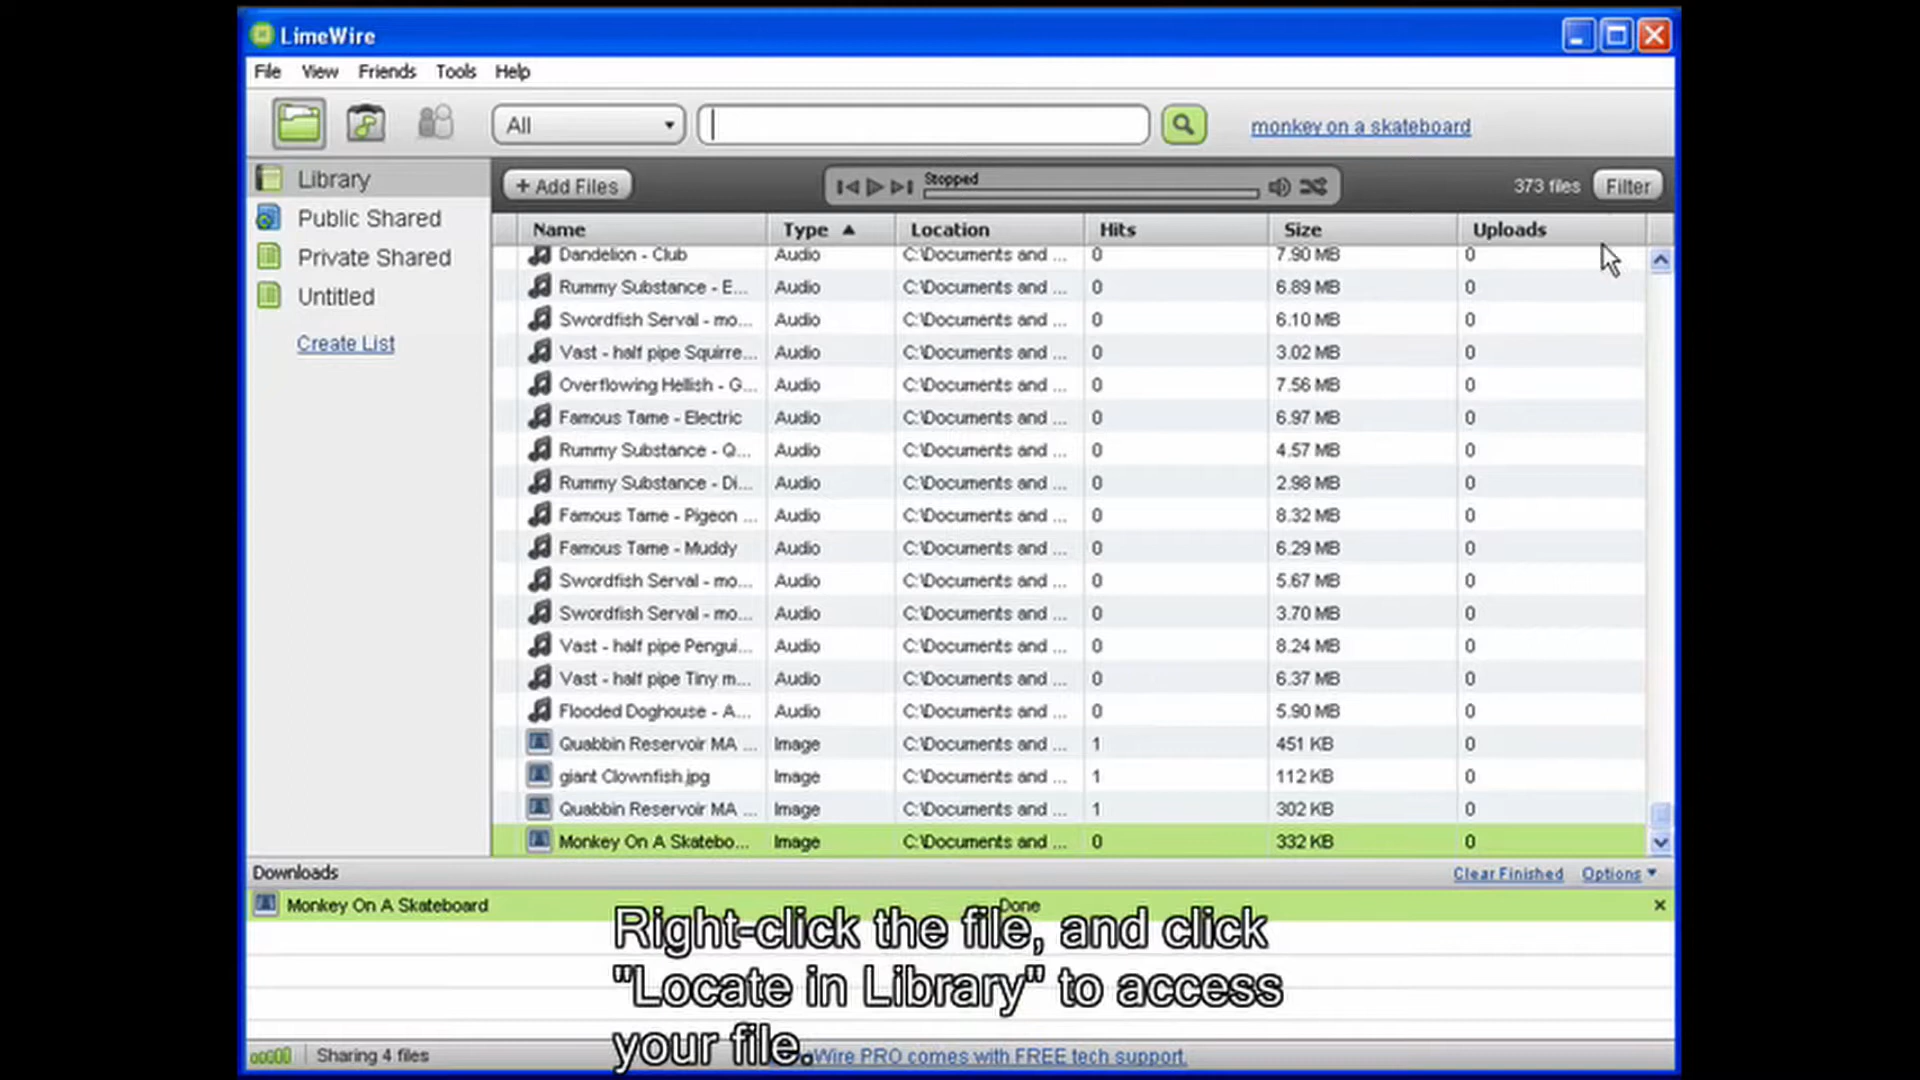 LimeWire
File View Friends Tools Help
All monkey on a skateboard
Library
Public Shared
Private Shared
Untitled
Create List
+ Add Files Stopped 373 files Filter
Name Type Location Hits Size Uploads
Dandelion - Club Audio C:\Documents and ... 0 7.90 MB 0
Rummy Substance - E... Audio C:\Documents and ... 0 6.89 MB 0
Swordfish Serval - mo... Audio C:\Documents and ... 0 6.10 MB 0
Vast - half pipe Squirre... Audio C:\Documents and ... 0 3.02 MB 0
Overflowing Hellish - G... Audio C:\Documents and ... 0 7.56 MB 0
Famous Tame - Electric Audio C:\Documents and ... 0 6.97 MB 0
Rummy Substance - Q... Audio C:\Documents and ... 0 4.57 MB 0
Rummy Substance - Di... Audio C:\Documents and ... 0 2.98 MB 0
Famous Tame - Pigeon ... Audio C:\Documents and ... 0 8.32 MB 0
Famous Tame - Muddy Audio C:\Documents and ... 0 6.29 MB 0
Swordfish Serval - mo... Audio C:\Documents and ... 0 5.67 MB 0
Swordfish Serval - mo... Audio C:\Documents and ... 0 3.70 MB 0
Vast - half pipe Pengui... Audio C:\Documents and ... 0 8.24 MB 0
Vast - half pipe Tiny m... Audio C:\Documents and ... 0 6.37 MB 0
Flooded Doghouse - A... Audio C:\Documents and ... 0 5.90 MB 0
Quabbin Reservoir MA ... Image C:\Documents and ... 1 451 KB 0
giant Clownfish.jpg Image C:\Documents and ... 1 112 KB 0
Quabbin Reservoir MA ... Image C:\Documents and ... 1 302 KB 0
Monkey On A Skatebo... Image C:\Documents and ... 0 332 KB 0
Downloads Clear Finished Options
Monkey On A Skateboard Done
Right-click the file, and click
"Locate in Library" to access
your file.
Sharing 4 files Wire PRO comes with FREE tech support.